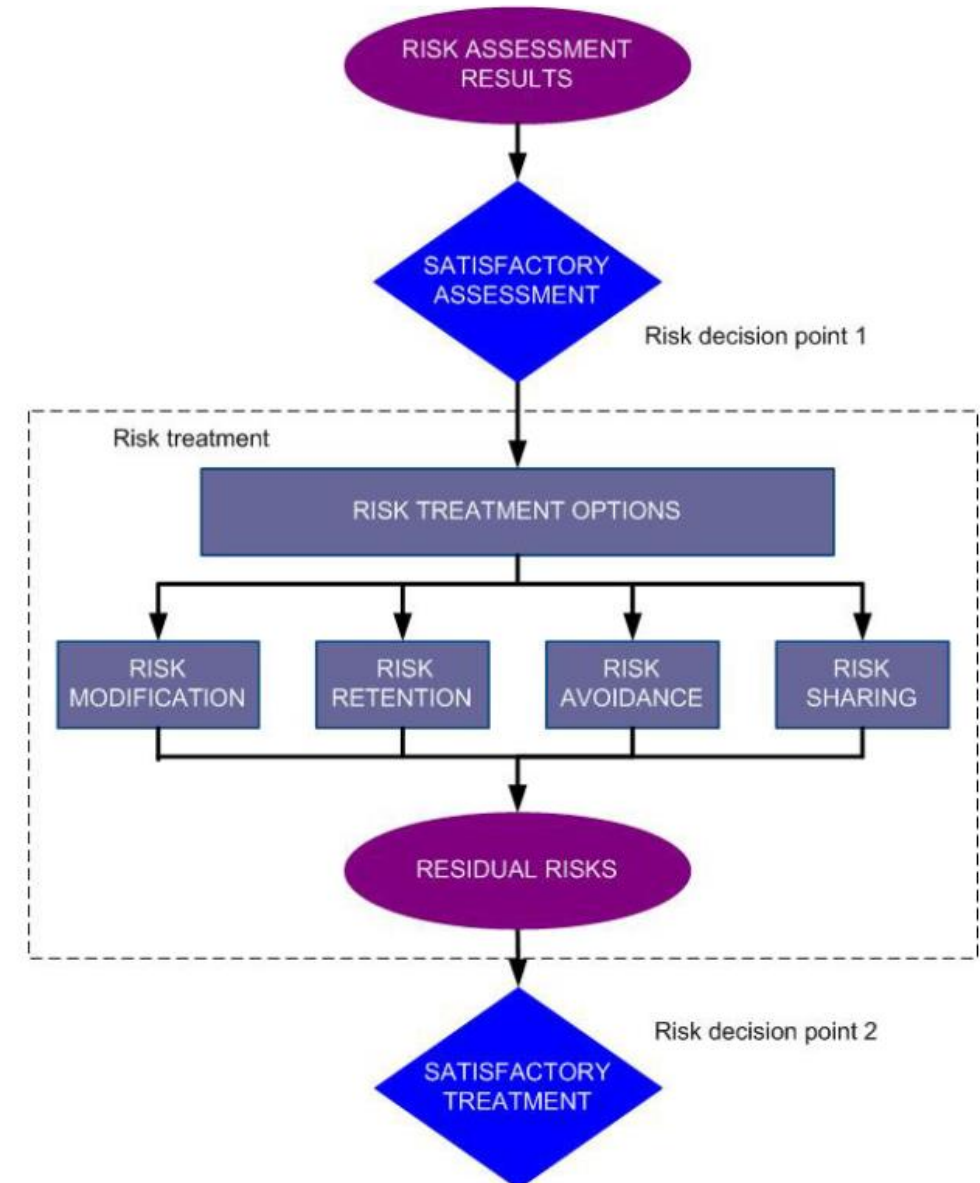 RISK ASSESSMENT
RESULTS
SATISFACTORY
ASSESSMENT
Risk decision point 1
Risk treatment
RISK TREATMENT OPTIONS
RISK
MODIFICATION
RISK
RETENTION
RISK
AVOIDANCE
RISK
SHARING
RESIDUAL RISKS
Risk decision point 2
SATISFACTORY
TREATMENT